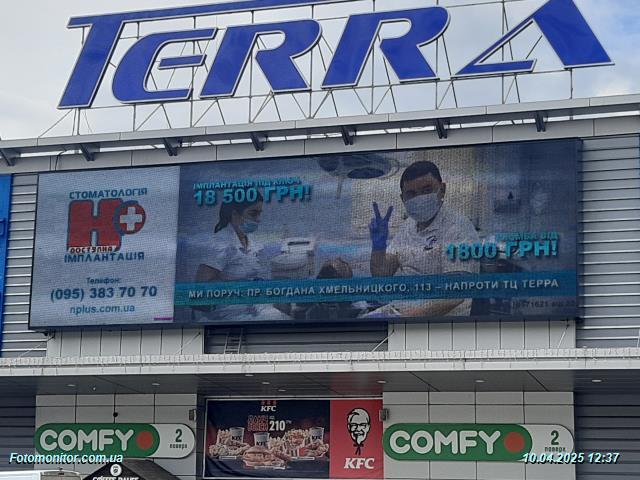 TERRA
СТОМАТОЛОГІЯ
Н+
ДОСТУПНА
ІМПЛАНТАЦІЯ
Телефон:
(095) 383 70 70
nplus.com.ua
ІМПЛАНТАЦІЯ ПІД КЛЮЧ
18 500 ГРН!
ПЛОМБА ВІД
1800 ГРН!
МИ ПОРУЧ: ПР. БОГДАНА ХМЕЛЬНИЦЬКОГО, 113 – НАПРОТИ ТЦ ТЕРРА
COMFY
2
поверх
KFC
210
KFC
COMFY
2
поверх
Fotomonitor.com.ua
10.04.2025 12:37